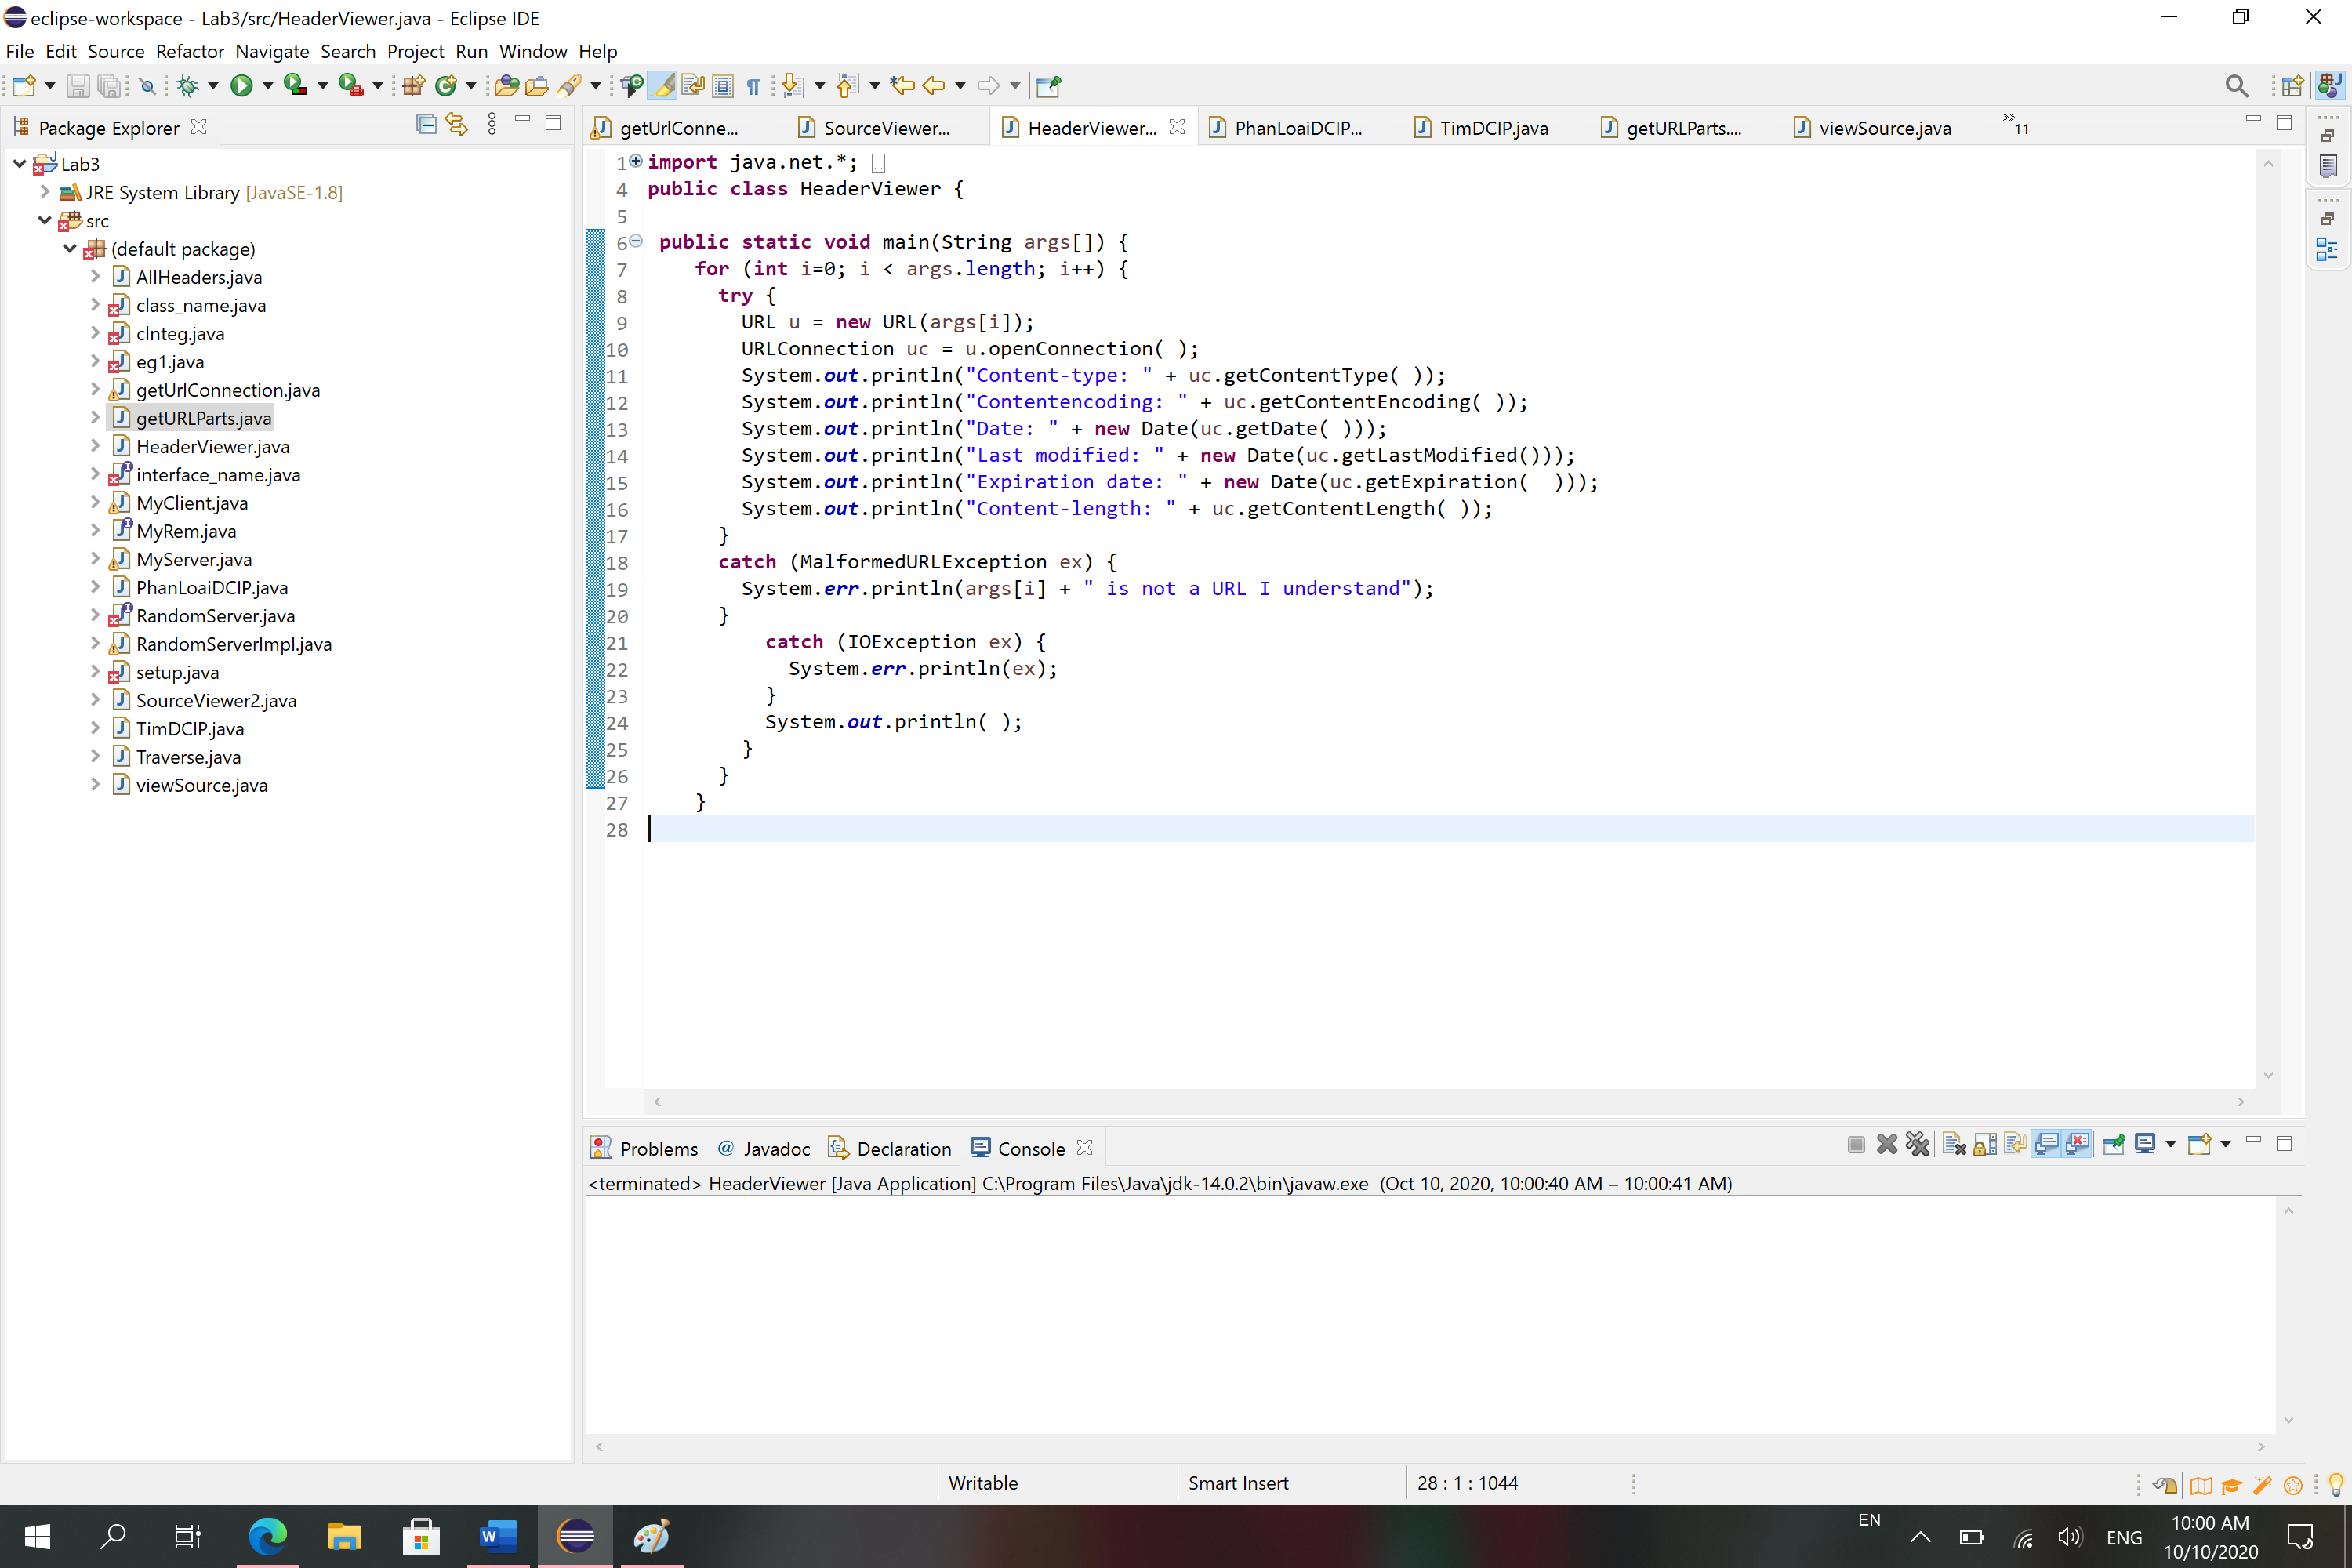 eclipse-workspace - Lab3/src/HeaderViewer.java - Eclipse IDE
File Edit Source Refactor Navigate Search Project Run Window Help
Package Explorer
getUrlConne... SourceViewer... HeaderViewer... PhanLoaiDCIP... TimDCIP.java getURLParts.... viewSource.java »11
Lab3
JRE System Library [JavaSE-1.8]
src
(default package)
AllHeaders.java
class_name.java
clnteg.java
eg1.java
getUrlConnection.java
getURLParts.java
HeaderViewer.java
interface_name.java
MyClient.java
MyRem.java
MyServer.java
PhanLoaiDCIP.java
RandomServer.java
RandomServerImpl.java
setup.java
SourceViewer2.java
TimDCIP.java
Traverse.java
viewSource.java
1 import java.net.*;
4 public class HeaderViewer {
5
6 public static void main(String args[]) {
7 for (int i=0; i < args.length; i++) {
8 try {
9 URL u = new URL(args[i]);
10 URLConnection uc = u.openConnection( );
11 System.out.println("Content-type: " + uc.getContentType( ));
12 System.out.println("Contentencoding: " + uc.getContentEncoding( ));
13 System.out.println("Date: " + new Date(uc.getDate( )));
14 System.out.println("Last modified: " + new Date(uc.getLastModified()));
15 System.out.println("Expiration date: " + new Date(uc.getExpiration(  )));
16 System.out.println("Content-length: " + uc.getContentLength( ));
17 }
18 catch (MalformedURLException ex) {
19 System.err.println(args[i] + " is not a URL I understand");
20 }
21 catch (IOException ex) {
22 System.err.println(ex);
23 }
24 System.out.println( );
25 }
26 }
27 }
28
Problems @ Javadoc Declaration Console
<terminated> HeaderViewer [Java Application] C:\Program Files\Java\jdk-14.0.2\bin\javaw.exe (Oct 10, 2020, 10:00:40 AM – 10:00:41 AM)
Writable Smart Insert 28 : 1 : 1044
EN
ENG
10:00 AM
10/10/2020